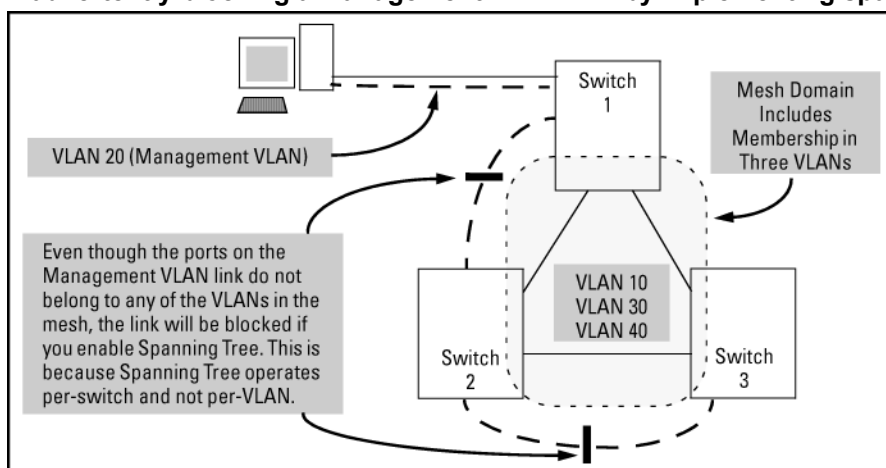 Switch
1
Mesh Domain
Includes
Membership in
Three VLANs
VLAN 20 (Management VLAN)
Even though the ports on the
Management VLAN link do not
belong to any of the VLANs in the
mesh, the link will be blocked if
you enable Spanning Tree. This is
because Spanning Tree operates
per-switch and not per-VLAN.
VLAN 10
VLAN 30
VLAN 40
Switch
2
Switch
3